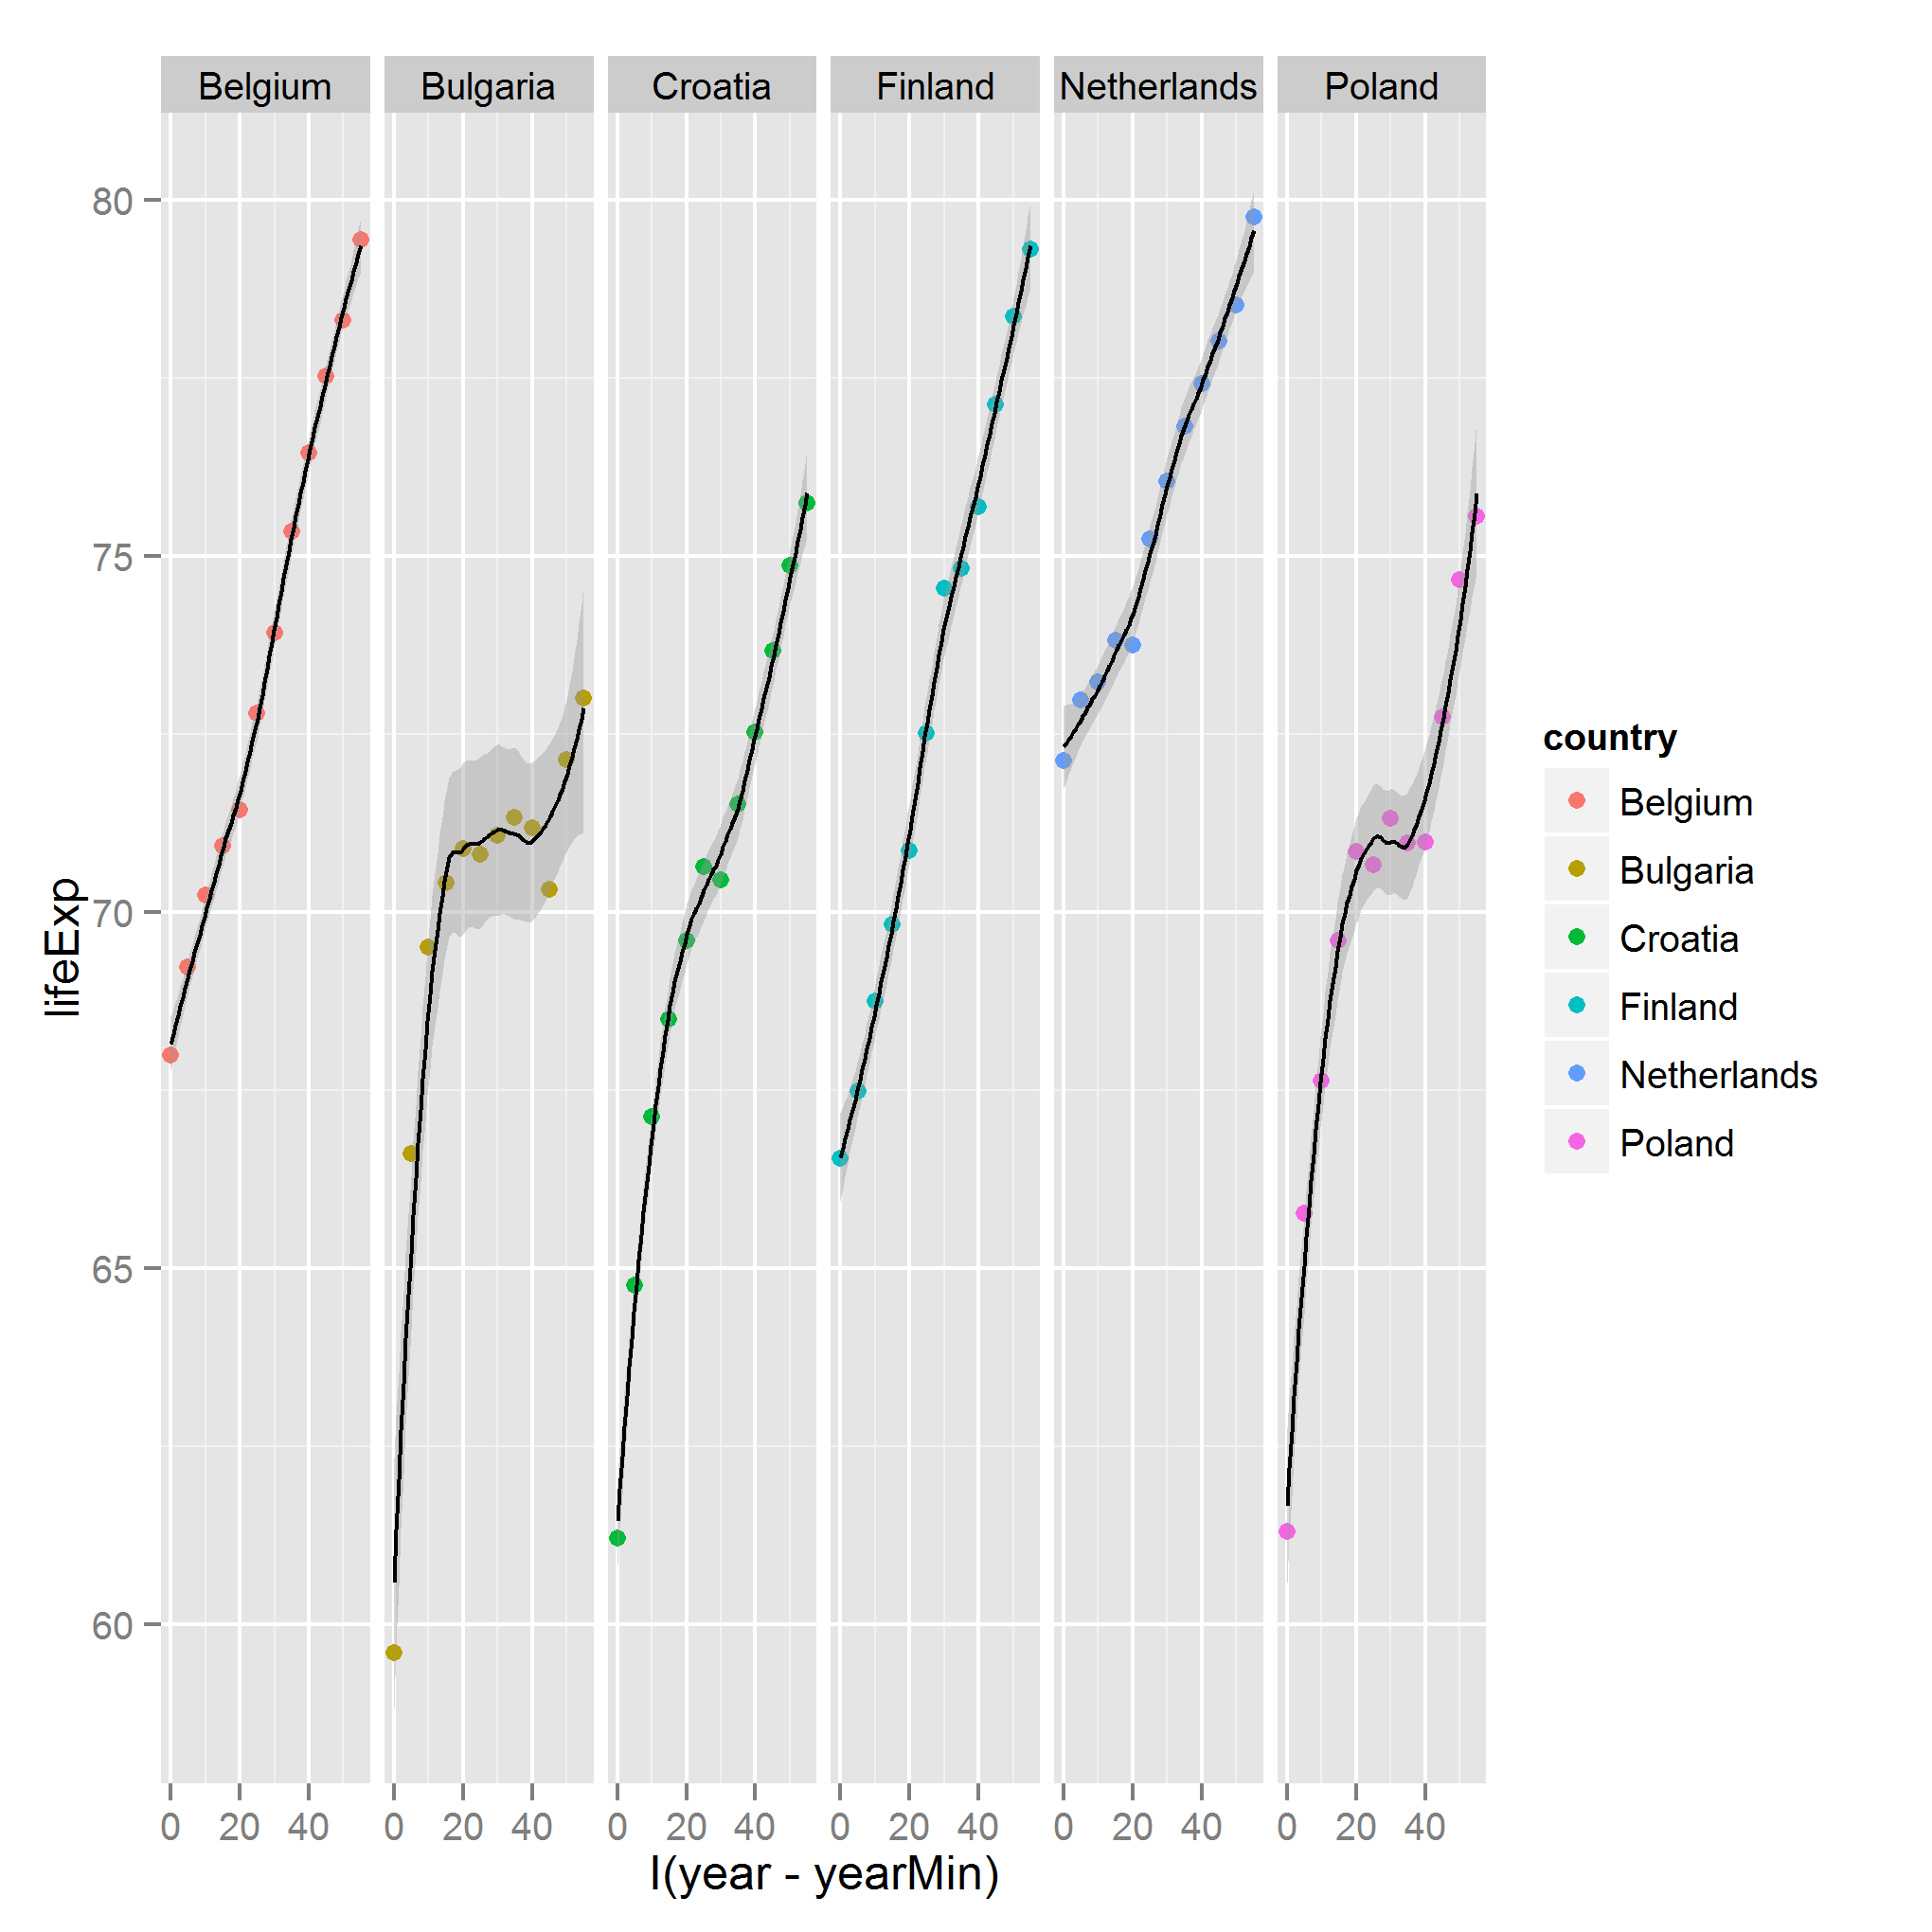 Belgium Bulgaria Croatia Finland Netherlands Poland
80
75
70
65
60
lifeExp
0 20 40 0 20 40 0 20 40 0 20 40 0 20 40 0 20 40
I(year - yearMin)
country
Belgium
Bulgaria
Croatia
Finland
Netherlands
Poland